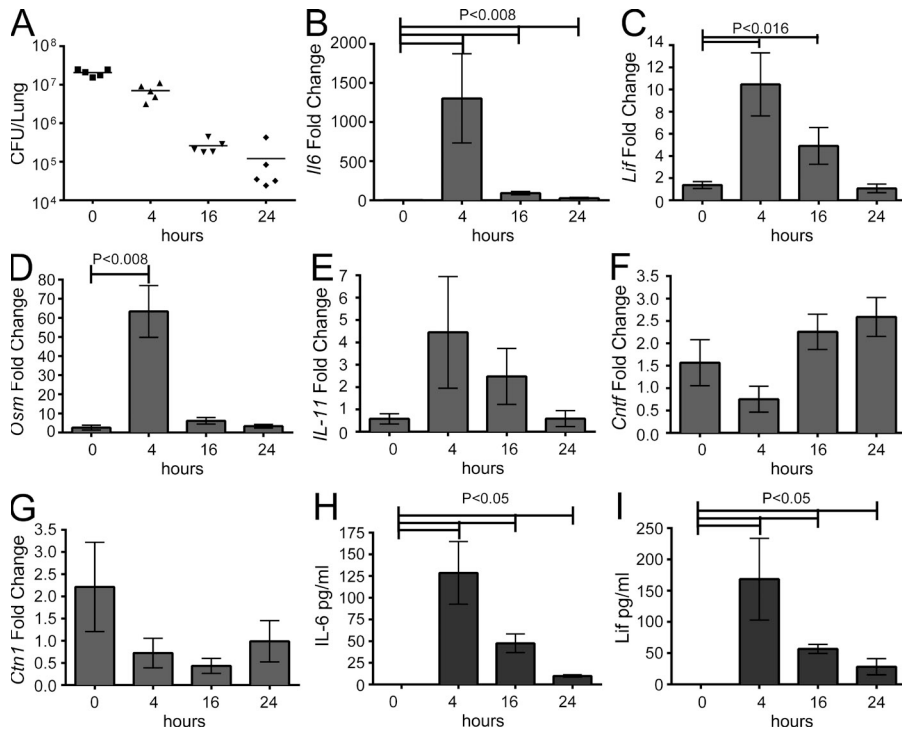 A
CFU/Lung
10⁸
10⁷
10⁶
10⁵
10⁴
0 4 16 24
hours
B
P<0.008
Il6 Fold Change
2000
1500
1000
500
0
0 4 16 24
hours
C
P<0.016
Lif Fold Change
14
12
10
8
6
4
2
0
0 4 16 24
hours
D
P<0.008
Osm Fold Change
80
70
60
50
40
30
20
10
0
0 4 16 24
hours
E
IL-11 Fold Change
7
6
5
4
3
2
1
0
0 4 16 24
hours
F
Cntf Fold Change
3.5
3.0
2.5
2.0
1.5
1.0
0.5
0.0
0 4 16 24
hours
G
Ctn1 Fold Change
3.5
3.0
2.5
2.0
1.5
1.0
0.5
0.0
0 4 16 24
hours
H
P<0.05
IL-6 pg/ml
175
150
125
100
75
50
25
0
0 4 16 24
hours
I
P<0.05
Lif pg/ml
250
200
150
100
50
0
0 4 16 24
hours